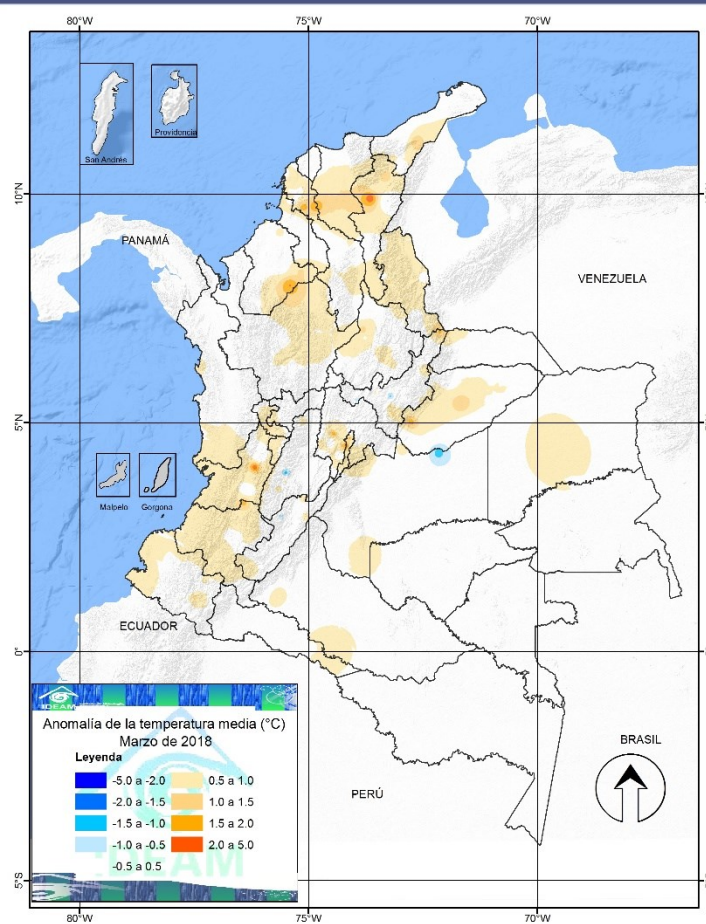 80°W 75°W 70°W
San Andrés
Providencia
10°N
PANAMÁ
VENEZUELA
5°N
Malpelo Gorgona
ECUADOR
0°
IDEAM
Anomalía de la temperatura media (°C)
Marzo de 2018
Leyenda
-5.0 a -2.0 0.5 a 1.0
-2.0 a -1.5 1.0 a 1.5
-1.5 a -1.0 1.5 a 2.0
-1.0 a -0.5 2.0 a 5.0
-0.5 a 0.5
IDEAM
BRASIL
PERÚ
5°S
80°W 75°W 70°W